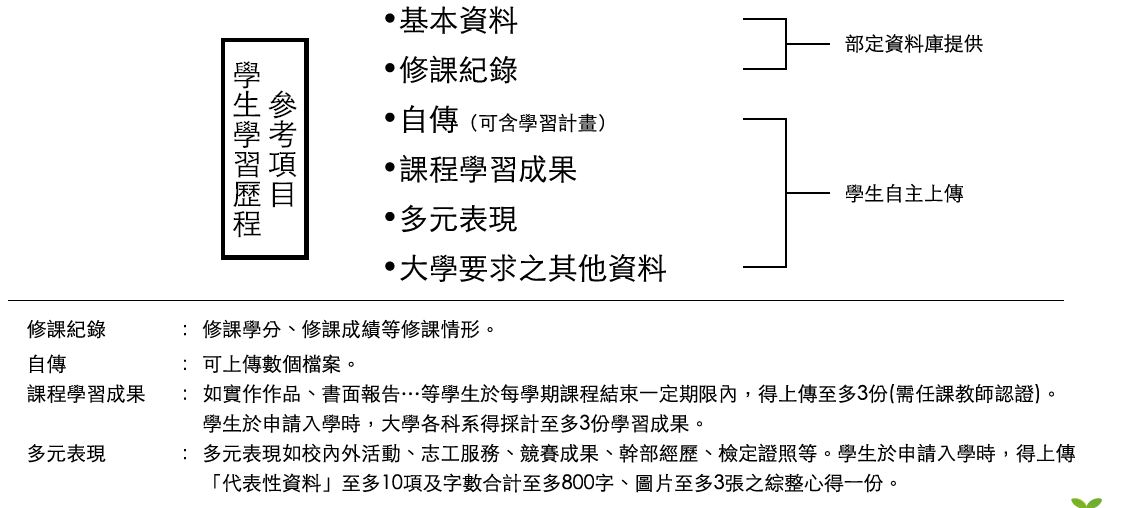 學生學習歷程
參考項目
•基本資料
•修課紀錄
部定資料庫提供
•自傳（可含學習計畫）
•課程學習成果
•多元表現
•大學要求之其他資料
學生自主上傳
修課紀錄 ： 修課學分、修課成績等修課情形。
自傳 ： 可上傳數個檔案。
課程學習成果 ： 如實作作品、書面報告…等學生於每學期課程結束一定期限內，得上傳至多3份(需任課教師認證)。
學生於申請入學時，大學各科系得採計至多3份學習成果。
多元表現 ： 多元表現如校內外活動、志工服務、競賽成果、幹部經歷、檢定證照等。學生於申請入學時，得上傳
「代表性資料」至多10項及字數合計至多800字、圖片至多3張之綜整心得一份。